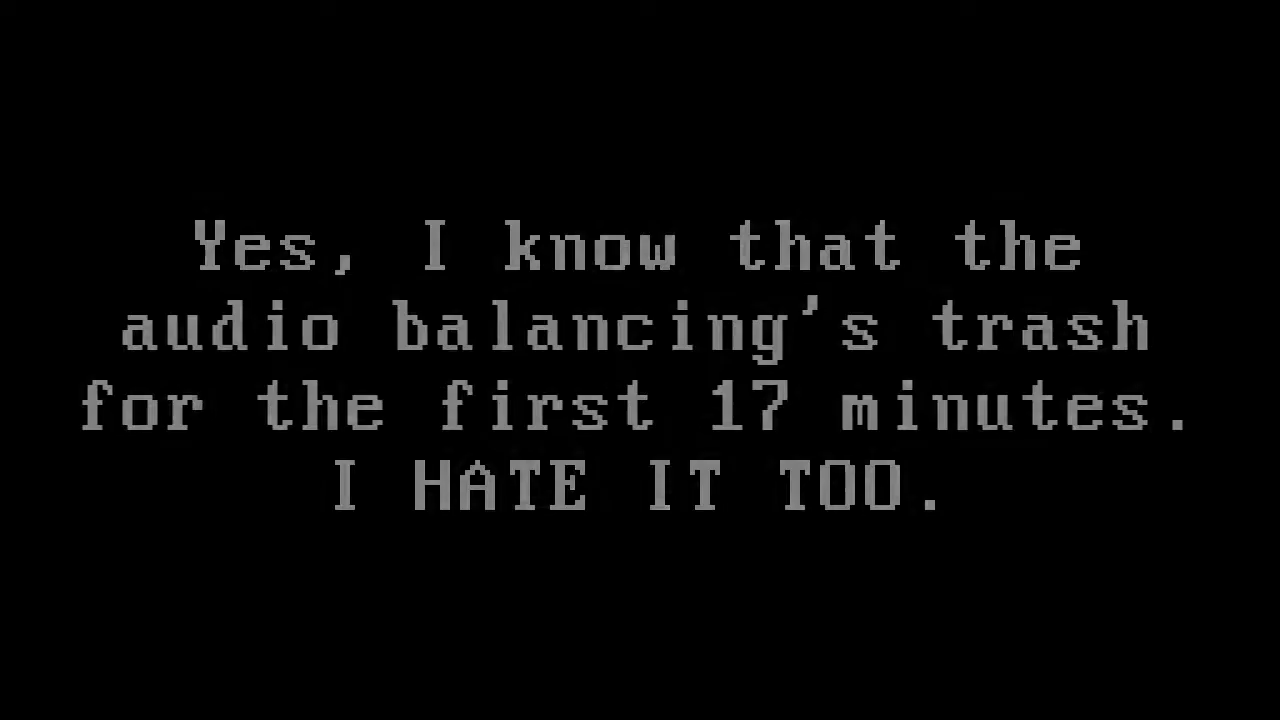 Yes, I know that the
audio balancing's trash
for the first 17 minutes.
I HATE IT TOO.